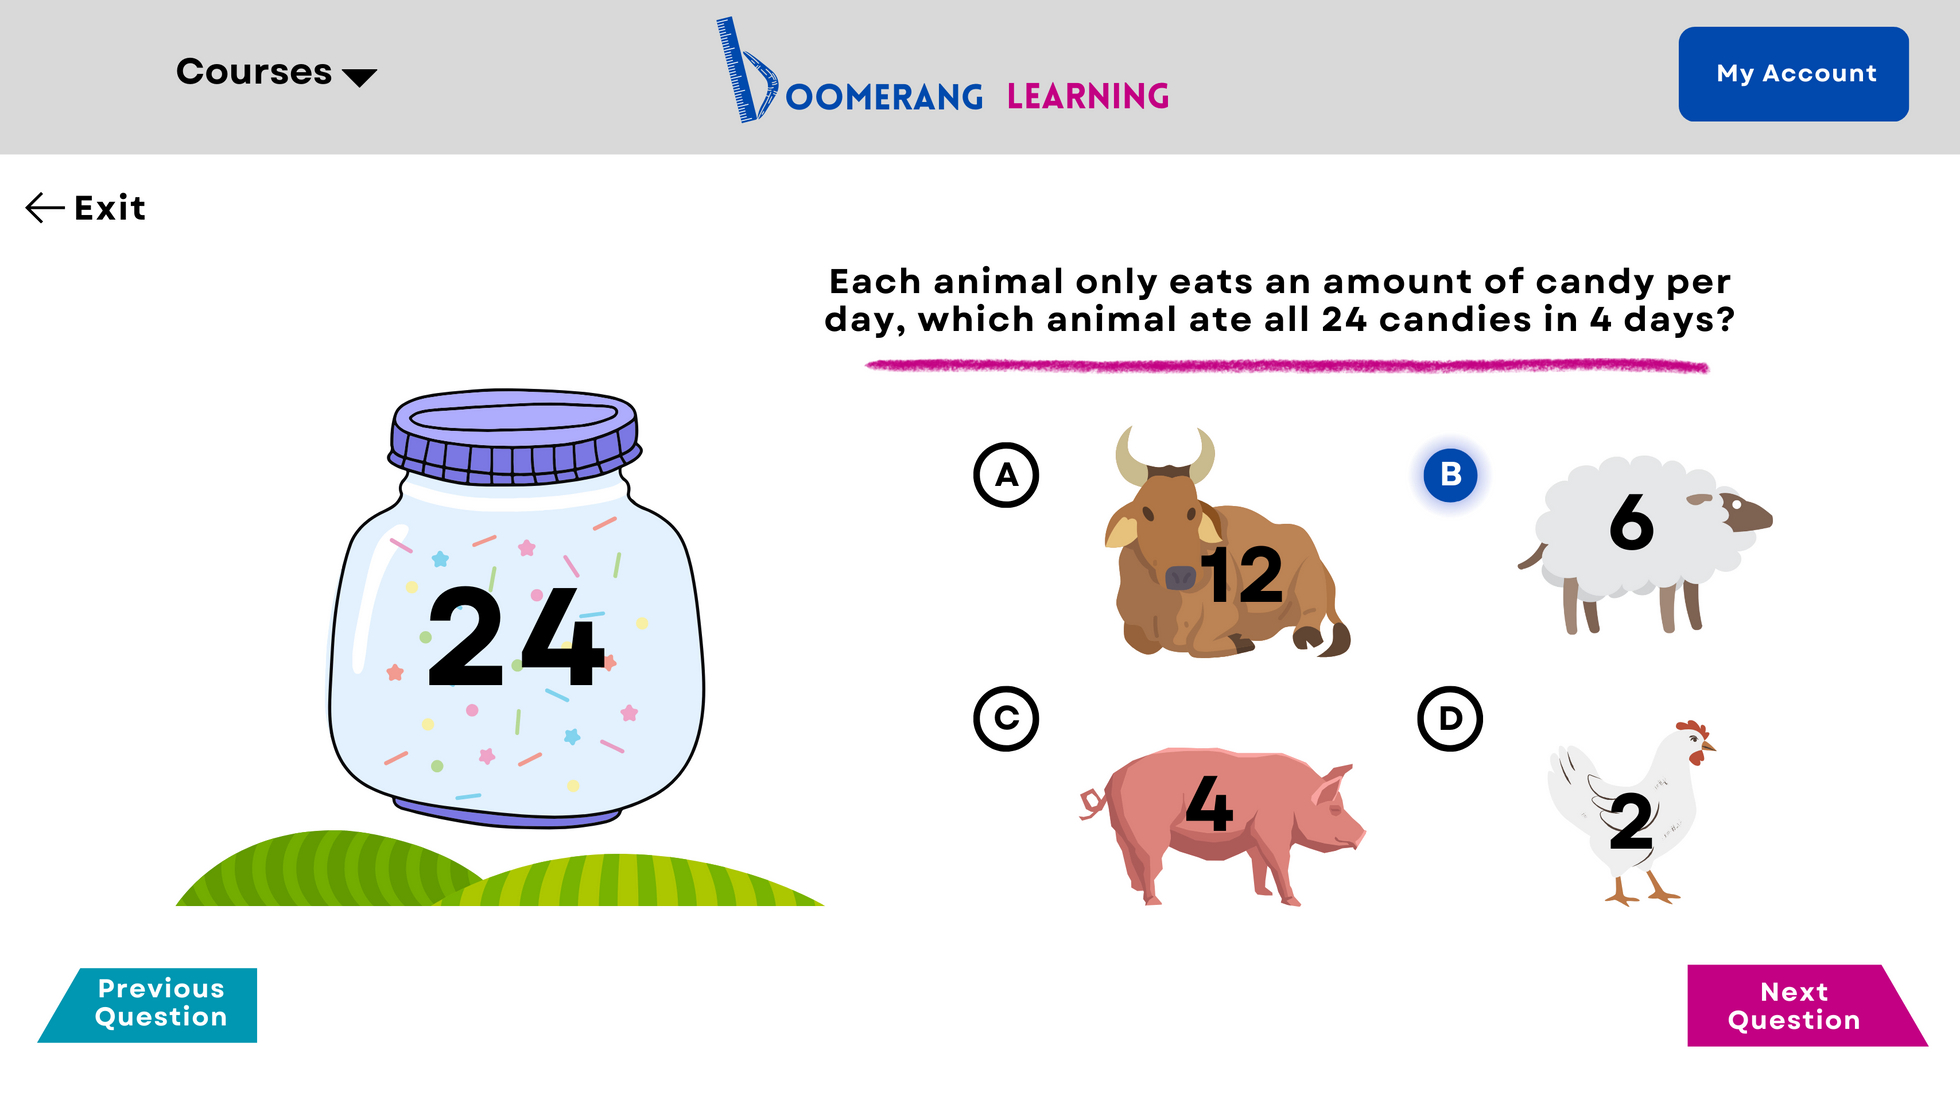 Courses
bOOMERANG LEARNING
My Account
Exit
Each animal only eats an amount of candy per
day, which animal ate all 24 candies in 4 days?
24
A
12
B
6
C
4
D
2
Previous
Question
Next
Question